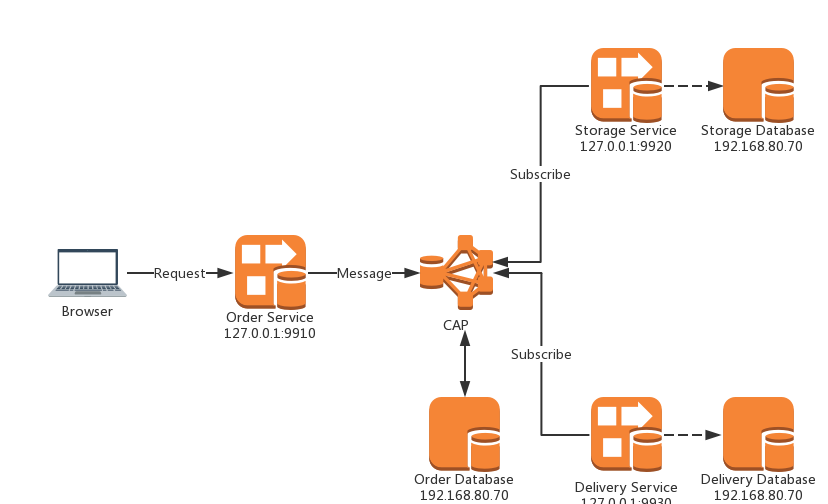 Storage Service
127.0.0.1:9920
Storage Database
192.168.80.70
Subscribe
Request
Message
Browser
Order Service
127.0.0.1:9910
CAP
Subscribe
Order Database
192.168.80.70
Delivery Service
127.0.0.1:9930
Delivery Database
192.168.80.70